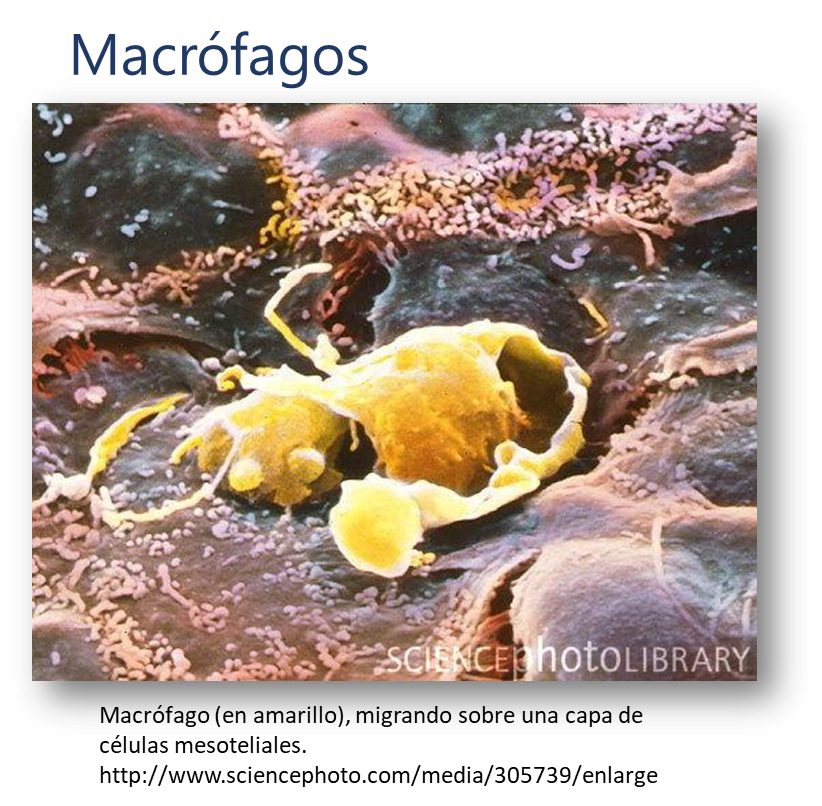 Macrófagos
SCIENCEphotoLIBRARY
Macrófago (en amarillo), migrando sobre una capa de
células mesoteliales.
http://www.sciencephoto.com/media/305739/enlarge